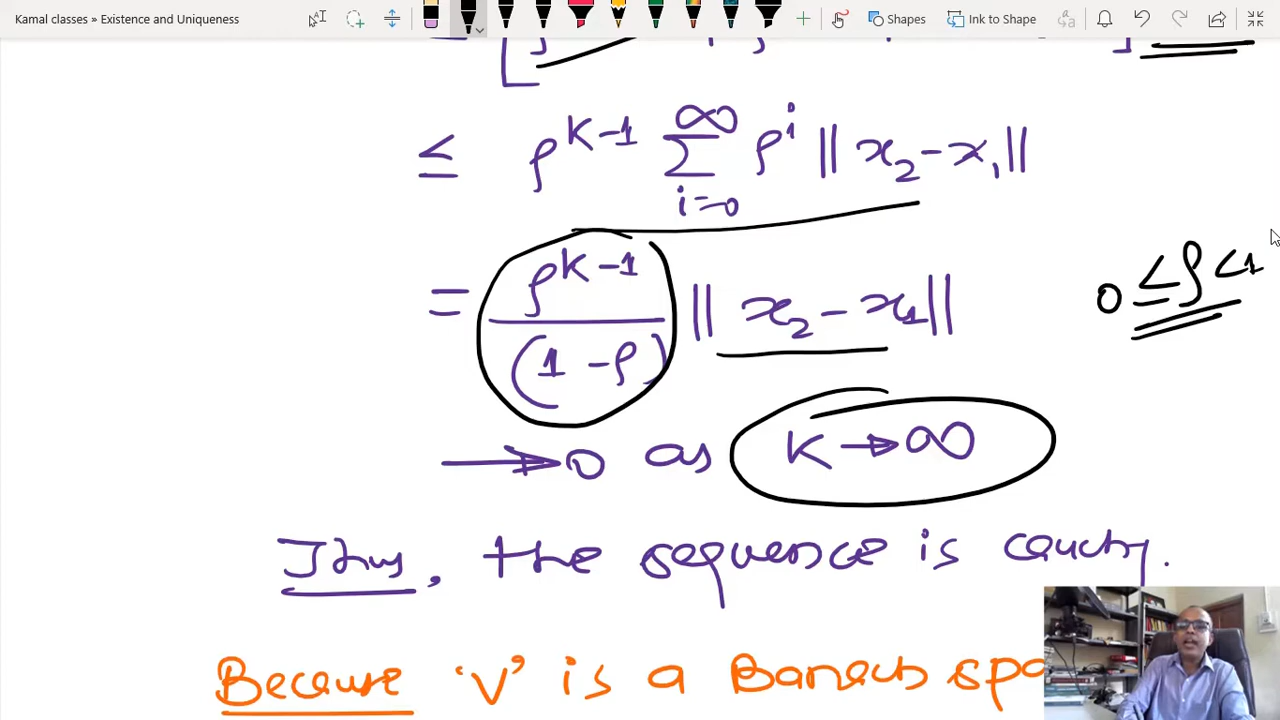 Kamal classes » Existence and Uniqueness
Shapes
Ink to Shape
≤ ρ^{K-1} ∑_{i=0}^{∞} ρ^i ‖x_2 - x_1‖
= ρ^{K-1} / (1 - ρ) ‖x_2 - x_1‖
0 ≤ ρ < 1
→ 0 as K → ∞
Thus, the sequence is cauchy.
Because 'V' is a Banach spa